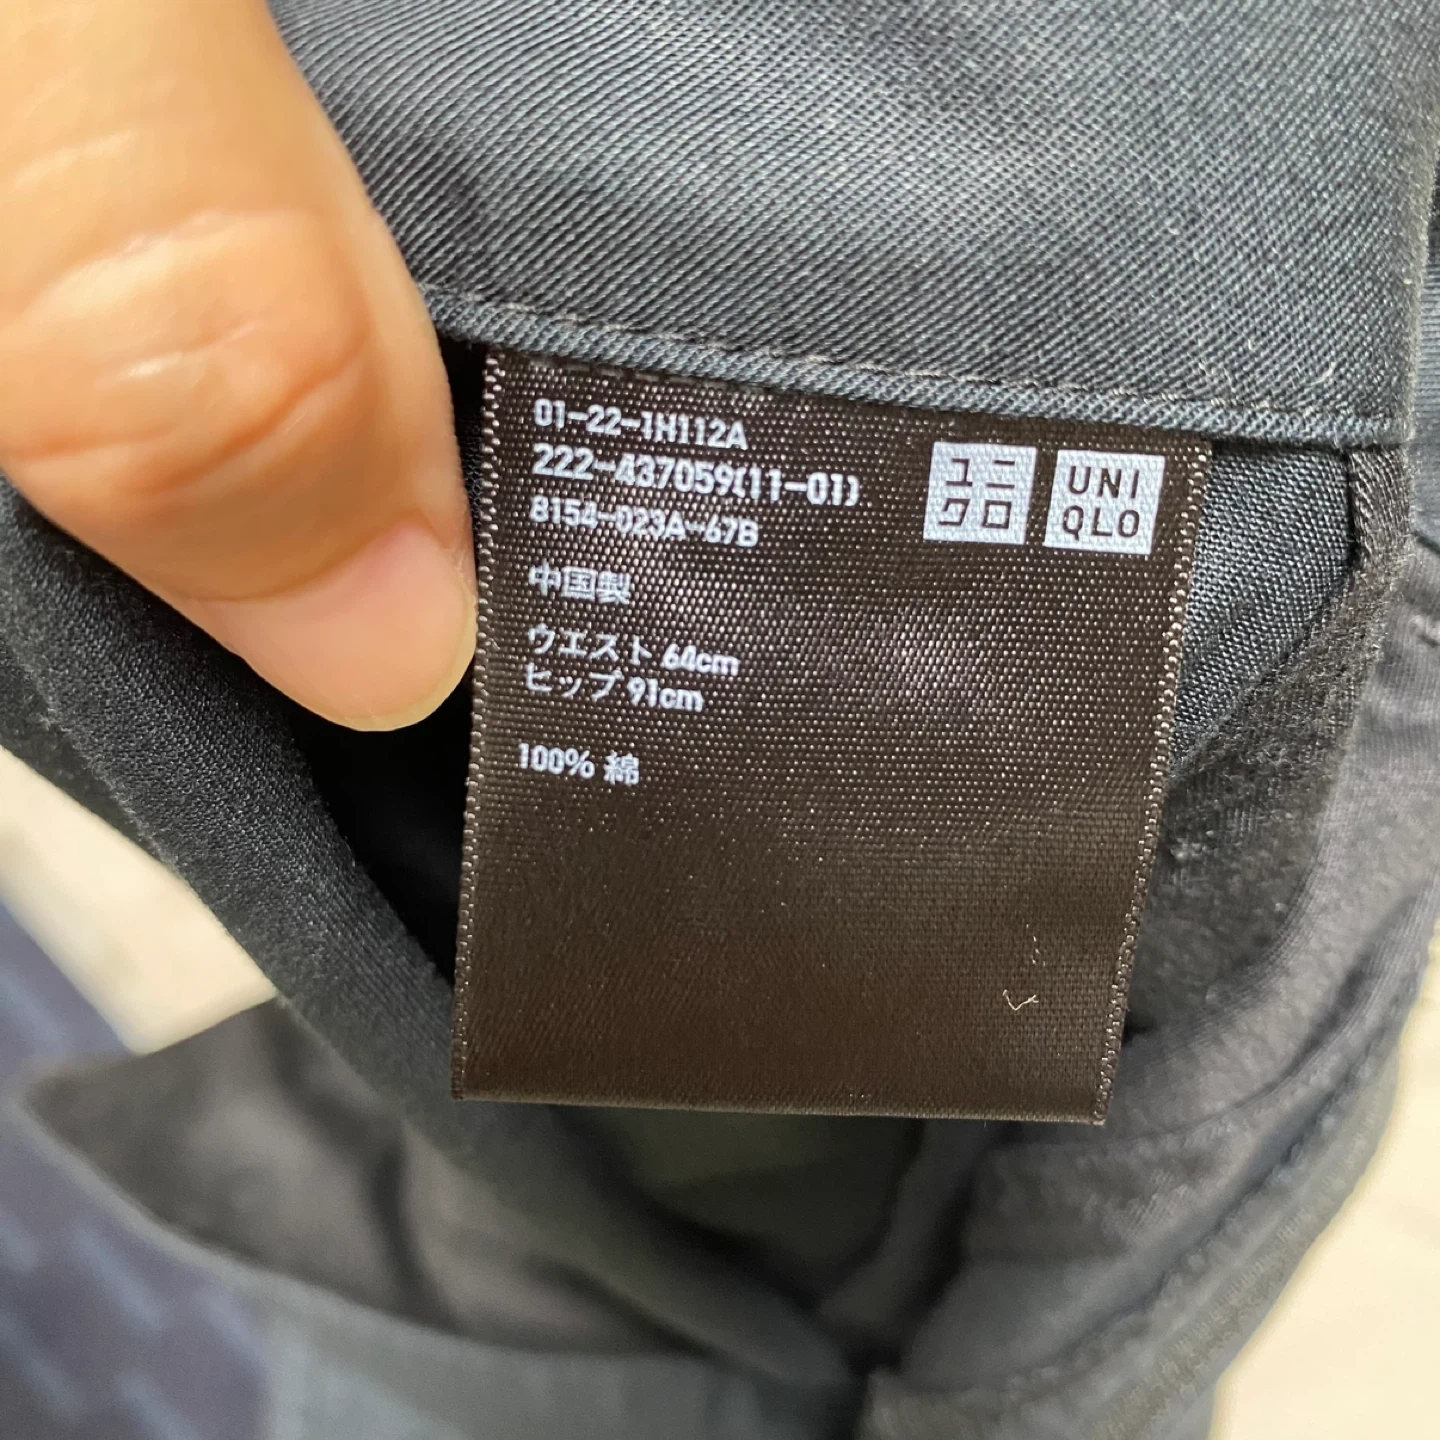 01-22-1H112A
222-437059(11-01)
8154-023A-67B
ユニ
クロ
UNI
QLO
中国製
ウエスト 64cm
ヒップ 91cm
100% 綿